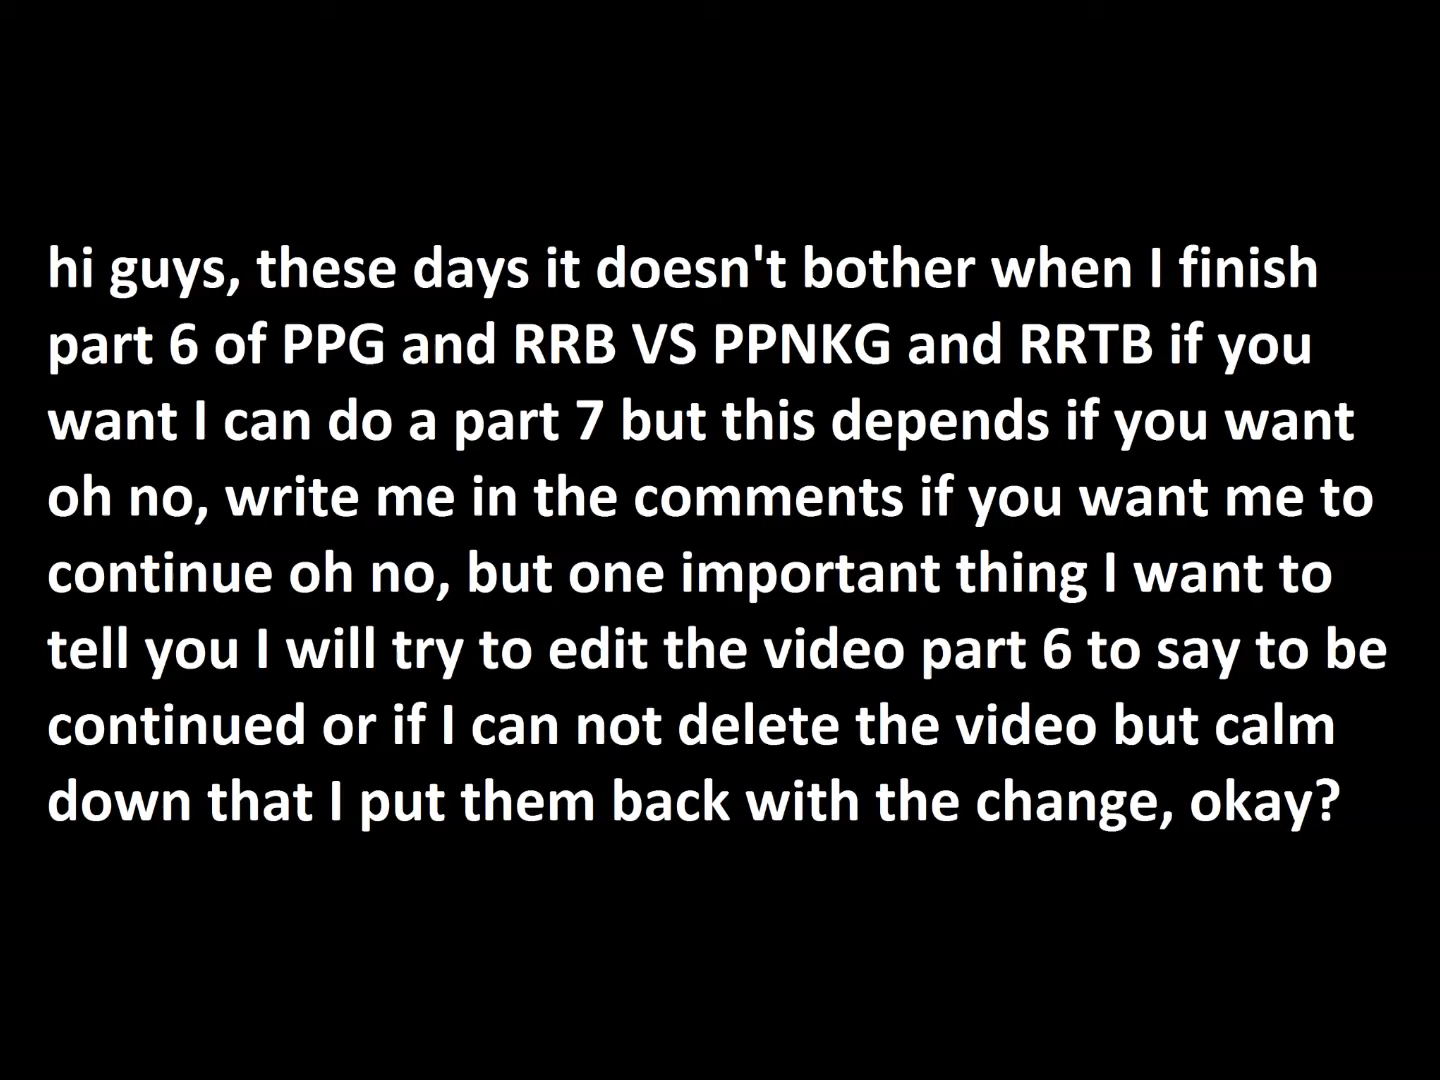 hi guys, these days it doesn't bother when I finish
part 6 of PPG and RRB VS PPNKG and RRTB if you
want I can do a part 7 but this depends if you want
oh no, write me in the comments if you want me to
continue oh no, but one important thing I want to
tell you I will try to edit the video part 6 to say to be
continued or if I can not delete the video but calm
down that I put them back with the change, okay?